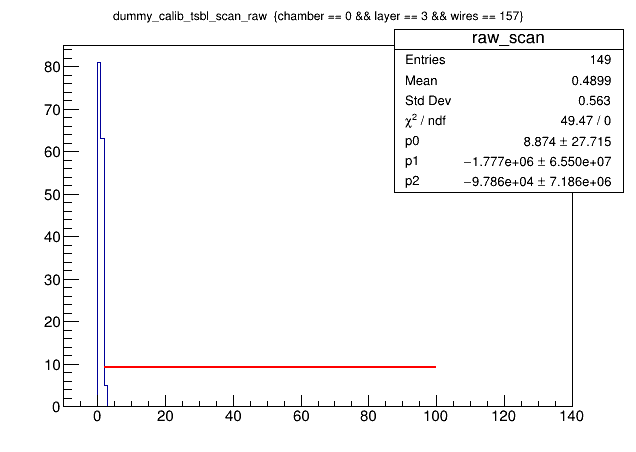 dummy_calib_tsbl_scan_raw {chamber == 0 && layer == 3 && wires == 157}
raw_scan
Entries 149
Mean 0.4899
Std Dev 0.563
χ² / ndf 49.47 / 0
p0 8.874 ± 27.715
p1 −1.777e+06 ± 6.550e+07
p2 −9.786e+04 ± 7.186e+06
80
70
60
50
40
30
20
10
0
0 20 40 60 80 100 120 140